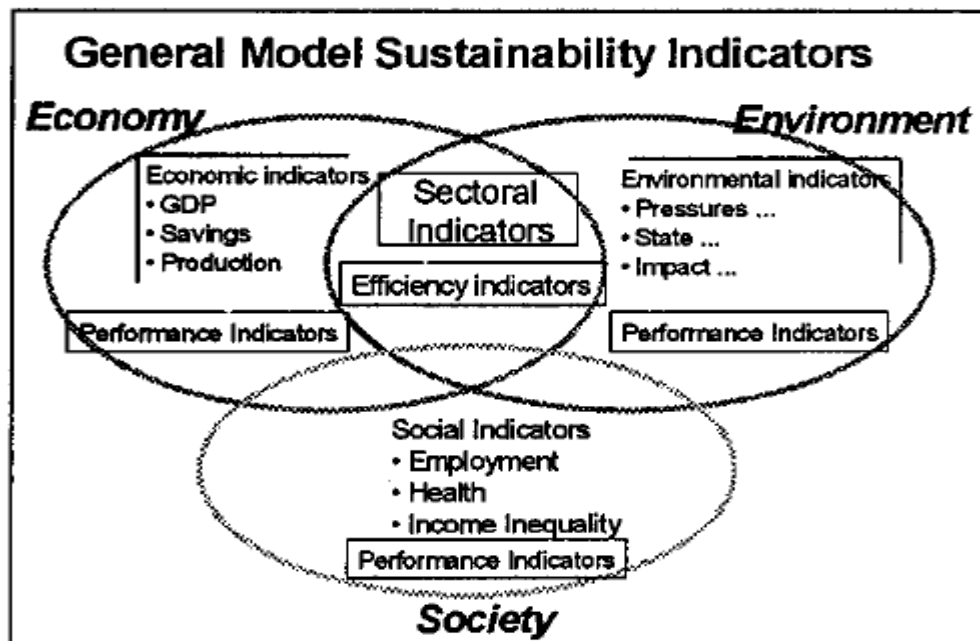 General Model Sustainability Indicators
Economy
Environment
Economic indicators
• GDP
• Savings
• Production
Sectoral
Indicators
Environmental indicators
• Pressures ...
• State ...
• Impact ...
Efficiency indicators
Performance Indicators
Performance Indicators
Social Indicators
• Employment
• Health
• Income Inequality
Performance Indicators
Society